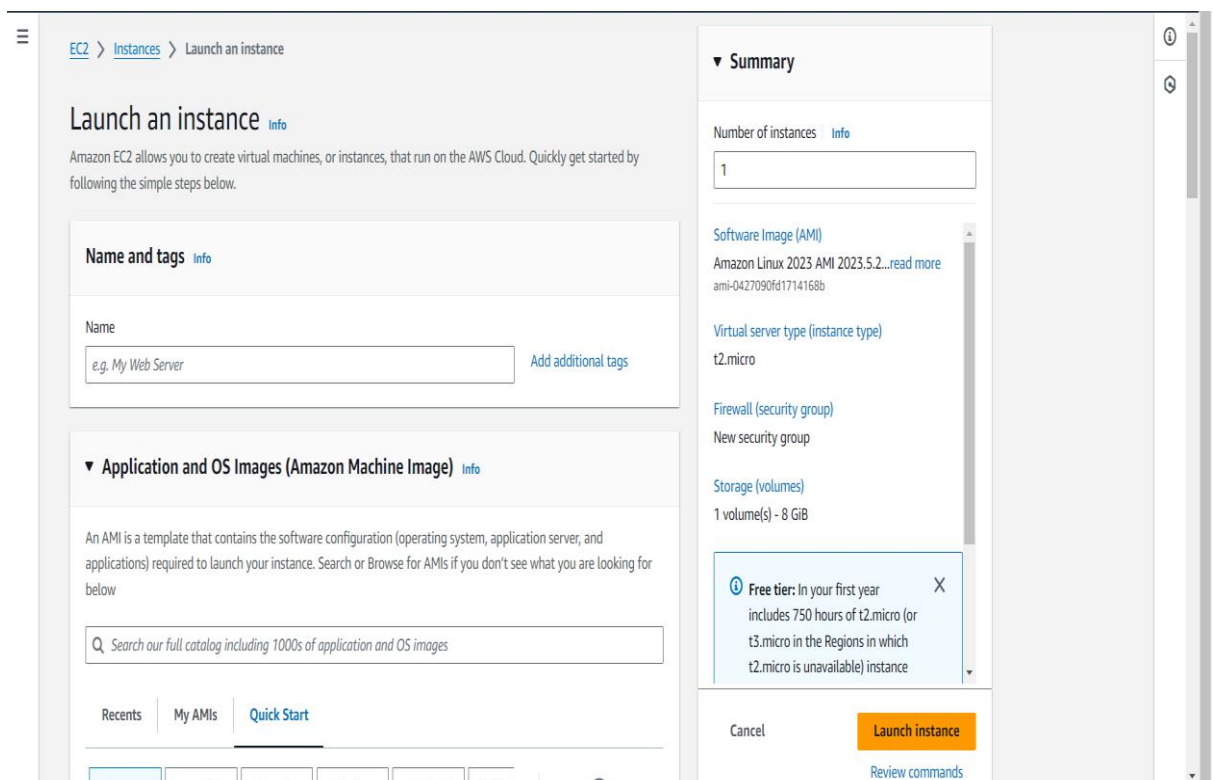 EC2 > Instances > Launch an instance
Launch an instance Info
Amazon EC2 allows you to create virtual machines, or instances, that run on the AWS Cloud. Quickly get started by
following the simple steps below.
Name and tags Info
Name
e.g. My Web Server
Add additional tags
▼ Application and OS Images (Amazon Machine Image) Info
An AMI is a template that contains the software configuration (operating system, application server, and
applications) required to launch your instance. Search or Browse for AMIs if you don't see what you are looking for
below
Search our full catalog including 1000s of application and OS images
Recents
My AMIs
Quick Start
▼ Summary
Number of instances Info
1
Software Image (AMI)
Amazon Linux 2023 AMI 2023.5.2...read more
ami-0427090fd1714168b
Virtual server type (instance type)
t2.micro
Firewall (security group)
New security group
Storage (volumes)
1 volume(s) - 8 GiB
Free tier: In your first year
includes 750 hours of t2.micro (or
t3.micro in the Regions in which
t2.micro is unavailable) instance
Cancel
Launch instance
Review commands